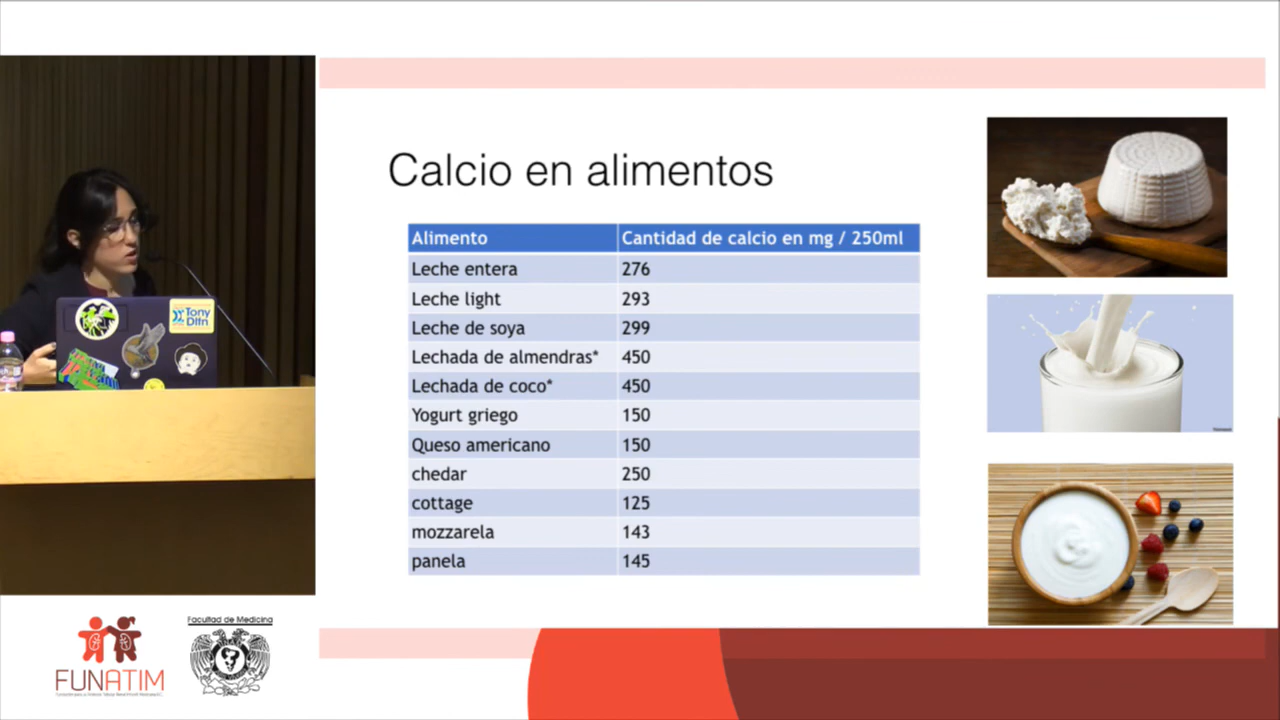 Calcio en alimentos
Alimento Cantidad de calcio en mg / 250ml
Leche entera 276
Leche light 293
Leche de soya 299
Lechada de almendras* 450
Lechada de coco* 450
Yogurt griego 150
Queso americano 150
chedar 250
cottage 125
mozzarela 143
panela 145
Tony
Dlfn
FUNATIM
Facultad de Medicina